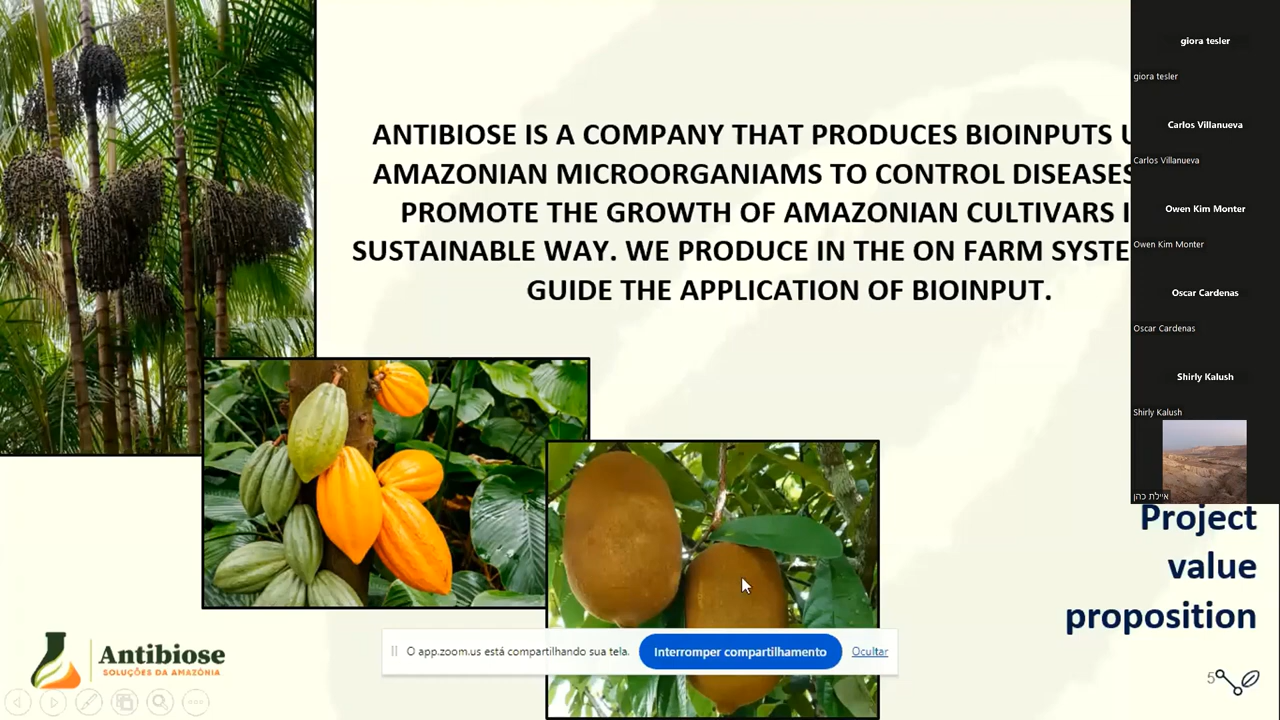 ANTIBIOSE IS A COMPANY THAT PRODUCES BIOINPUTS
AMAZONIAN MICROORGANIAMS TO CONTROL DISEASES
PROMOTE THE GROWTH OF AMAZONIAN CULTIVARS
SUSTAINABLE WAY. WE PRODUCE IN THE ON FARM
GUIDE THE APPLICATION OF BIOINPUT.
giora tesler
giora tesler
Carlos Villanueva
Carlos Villanueva
Owen Kim Monter
Owen Kim Monter
Oscar Cardenas
Oscar Cardenas
Shirly Kalush
Shirly Kalush
איילת כהן
Project
value
proposition
O app.zoom.us está compartilhando sua tela.
Interromper compartilhamento
Ocultar
Antibiose
SOLUÇÕES DA AMAZÔNIA
5